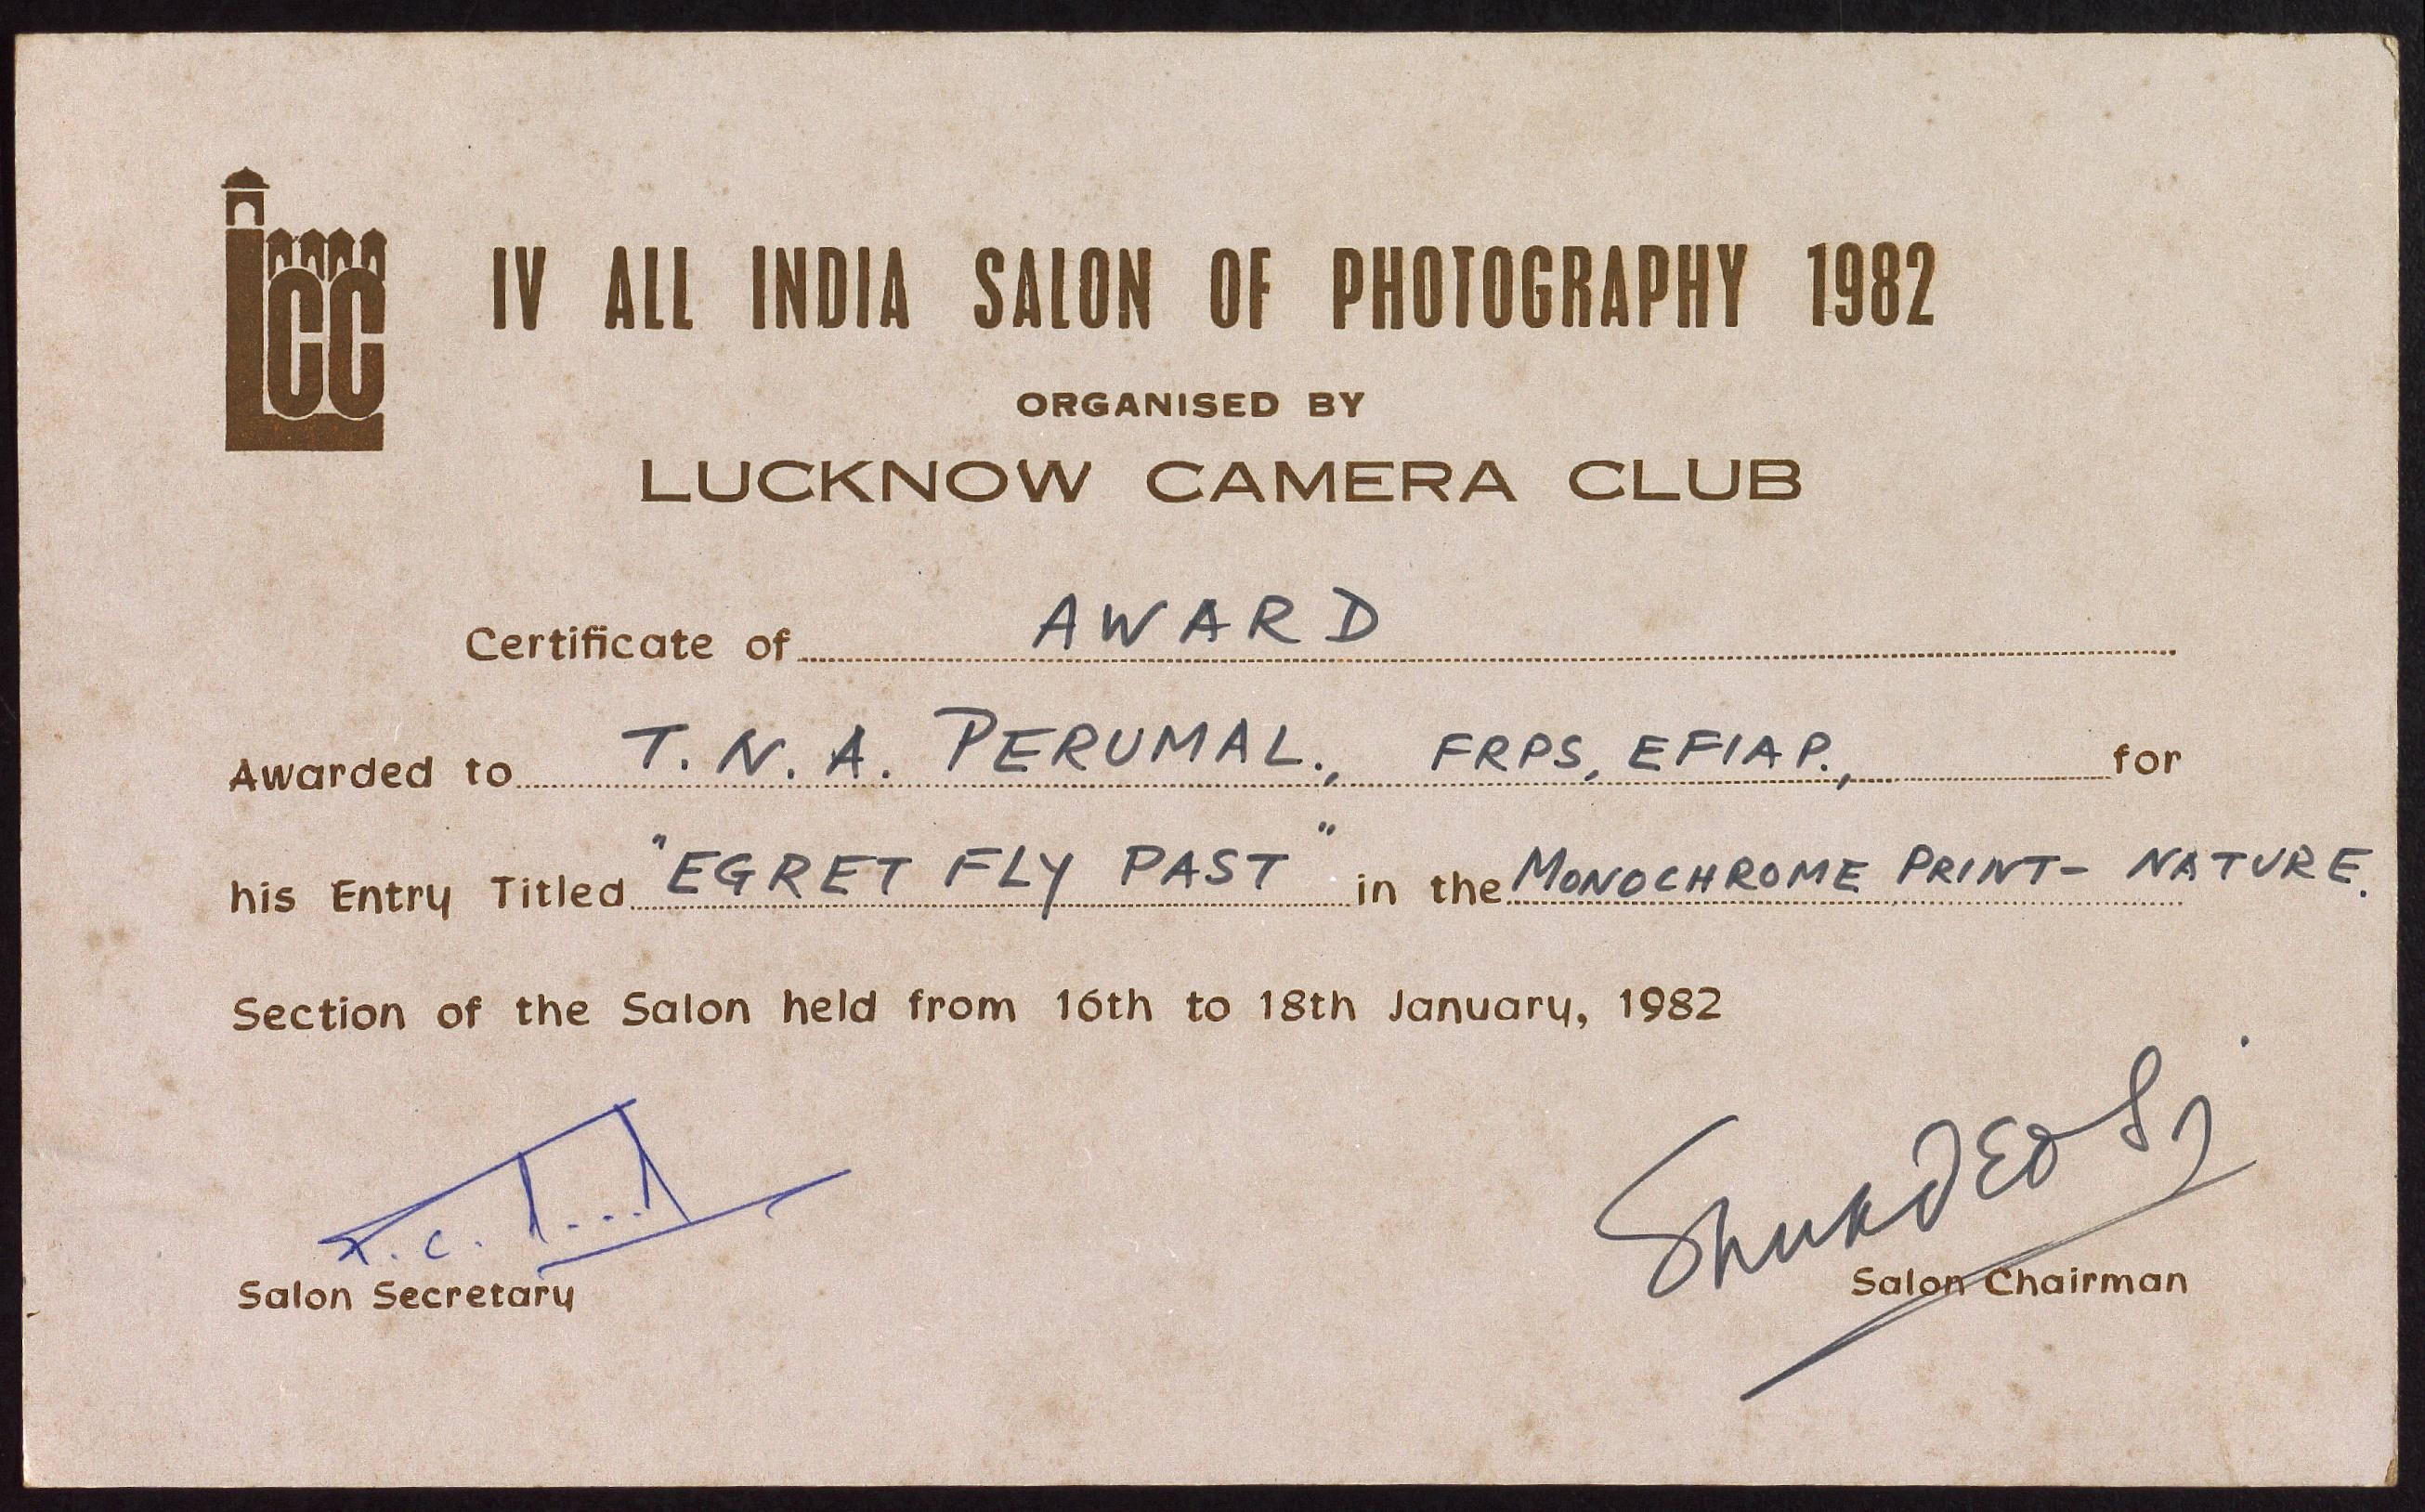 LCC
IV ALL INDIA SALON OF PHOTOGRAPHY 1982
ORGANISED BY
LUCKNOW CAMERA CLUB
Certificate of AWARD
Awarded to T. N. A. PERUMAL., FRPS, EFIAP., for
his Entry Titled "EGRET FLY PAST" in the MONOCHROME PRINT- NATURE.
Section of the Salon held from 16th to 18th January, 1982
Salon Secretary
Salon Chairman